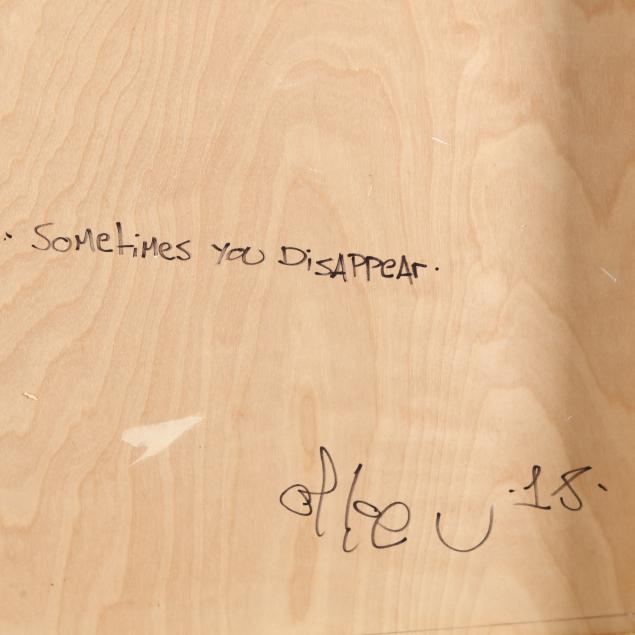 . Sometimes you DisAPPeAr.
.18.